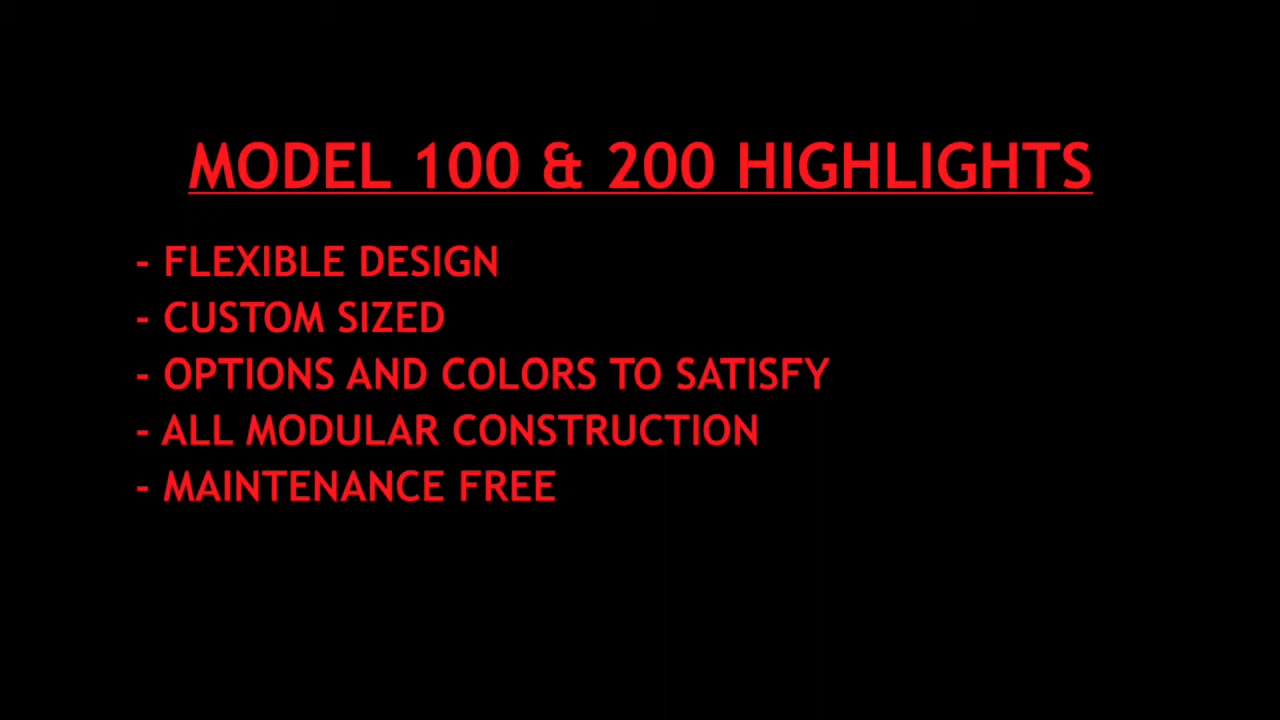 MODEL 100 & 200 HIGHLIGHTS
- FLEXIBLE DESIGN
- CUSTOM SIZED
- OPTIONS AND COLORS TO SATISFY
- ALL MODULAR CONSTRUCTION
- MAINTENANCE FREE